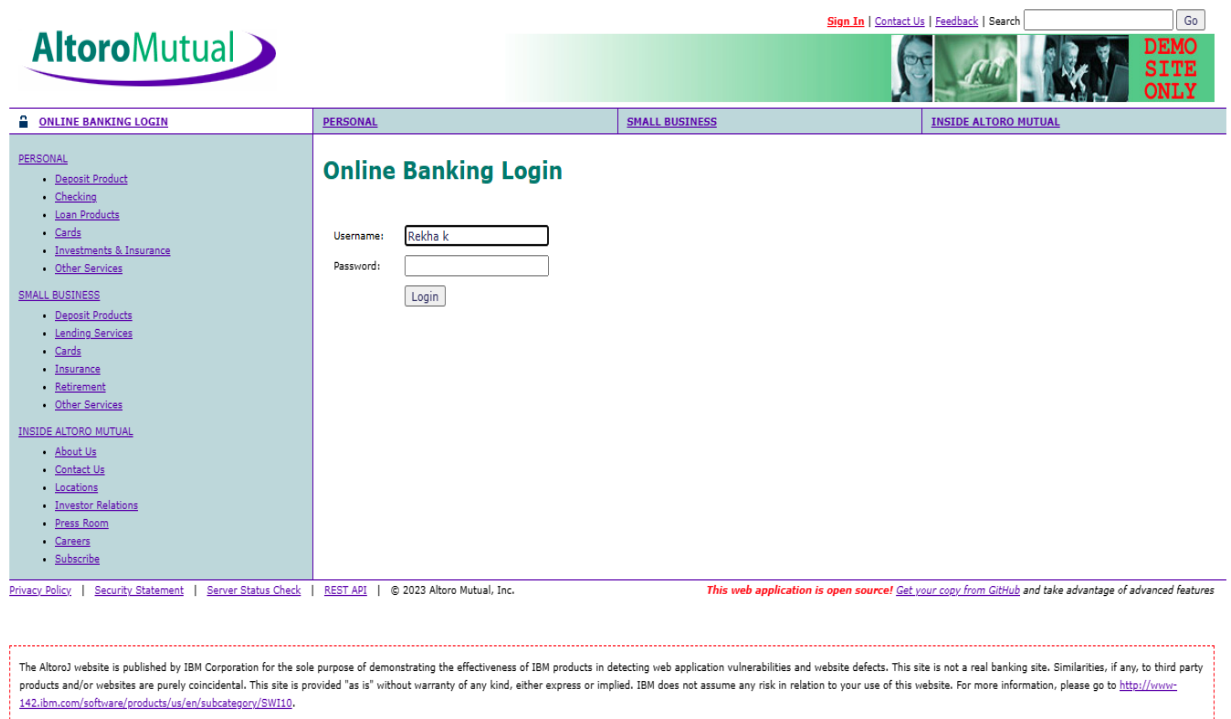 Sign In | Contact Us | Feedback | Search Go
AltoroMutual
DEMO
SITE
ONLY
ONLINE BANKING LOGIN
PERSONAL
SMALL BUSINESS
INSIDE ALTORO MUTUAL
PERSONAL
Deposit Product
Checking
Loan Products
Cards
Investments & Insurance
Other Services
SMALL BUSINESS
Deposit Products
Lending Services
Cards
Insurance
Retirement
Other Services
INSIDE ALTORO MUTUAL
About Us
Contact Us
Locations
Investor Relations
Press Room
Careers
Subscribe
Online Banking Login
Username: Rekha k
Password:
Login
Privacy Policy | Security Statement | Server Status Check | REST API | © 2023 Altoro Mutual, Inc.
This web application is open source! Get your copy from GitHub and take advantage of advanced features
The AltoroJ website is published by IBM Corporation for the sole purpose of demonstrating the effectiveness of IBM products in detecting web application vulnerabilities and website defects. This site is not a real banking site. Similarities, if any, to third party
products and/or websites are purely coincidental. This site is provided "as is" without warranty of any kind, either express or implied. IBM does not assume any risk in relation to your use of this website. For more information, please go to http://www-
142.ibm.com/software/products/us/en/subcategory/SWI10.